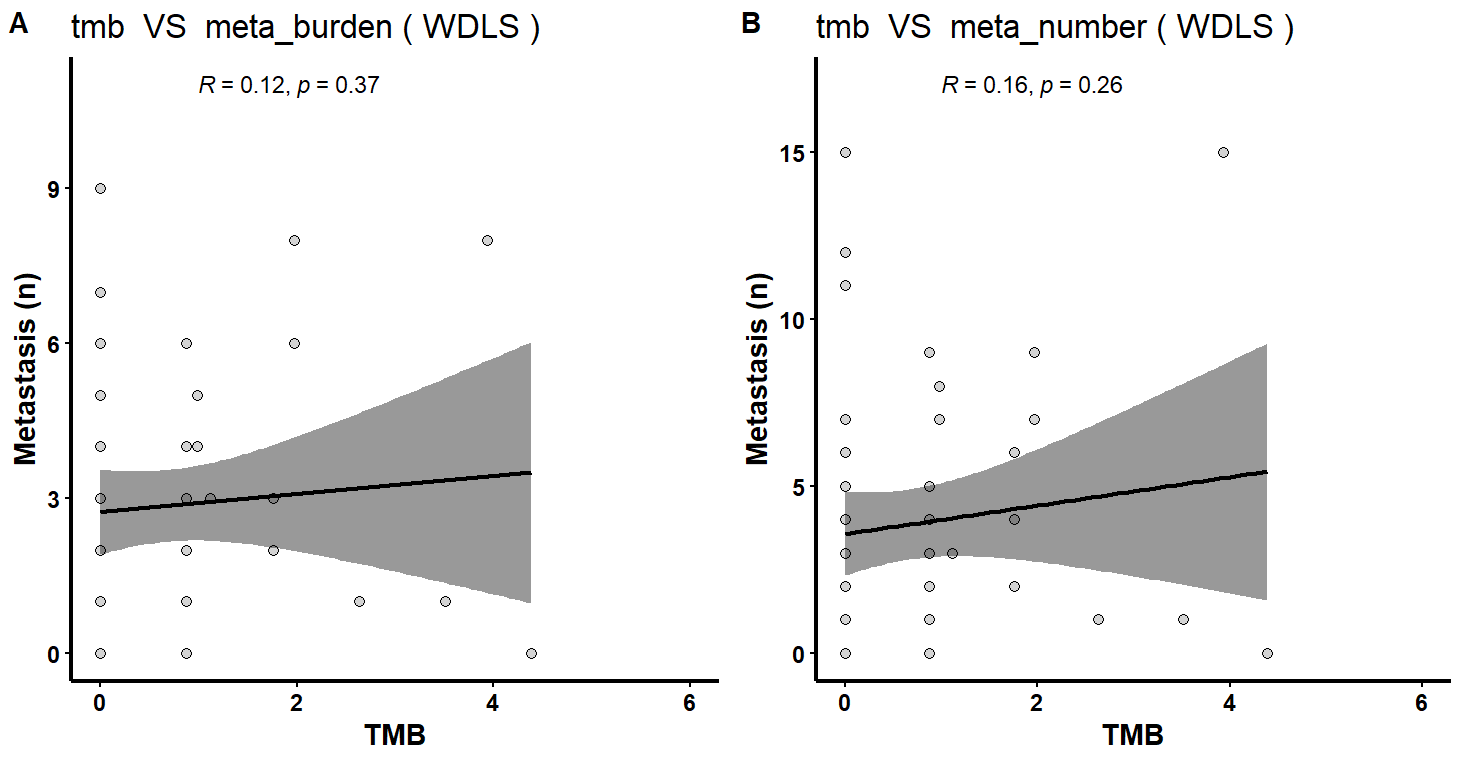 A
tmb VS meta_burden ( WDLS )
R = 0.12, p = 0.37
Metastasis (n)
9
6
3
0
0 2 4 6
TMB
B
tmb VS meta_number ( WDLS )
R = 0.16, p = 0.26
Metastasis (n)
15
10
5
0
0 2 4 6
TMB